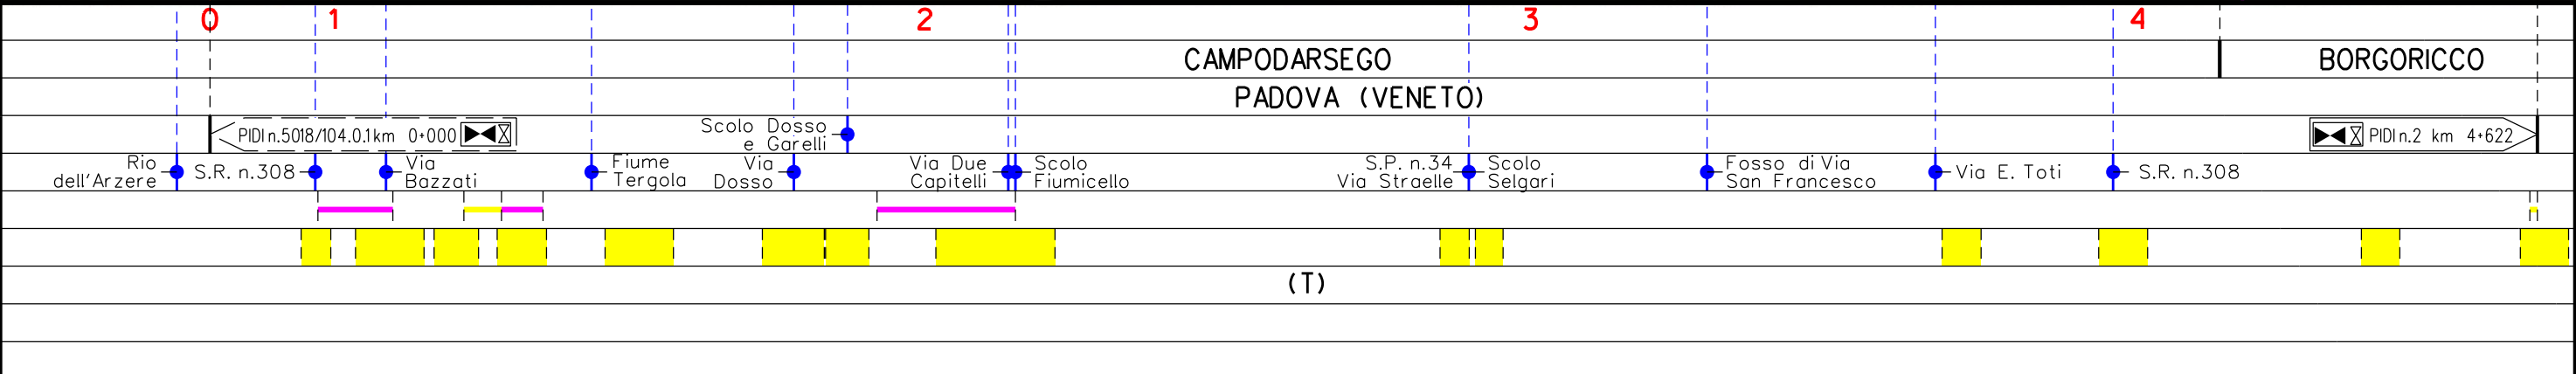 0 1 2 3 4
CAMPODARSEGO BORGORICCO
PADOVA (VENETO)
PIDI n.5018/104.0.1 km 0+000
Scolo Dosso
e Garelli
PIDI n.2 km 4+622
Rio
dell'Arzere
S.R. n.308
Via
Bazzati
Fiume
Tergola
Via
Dosso
Via Due
Capitelli
Scolo
Fiumicello
S.P. n.34
Via Straelle
Scolo
Selgari
Fosso di Via
San Francesco
Via E. Toti
S.R. n.308
(T)